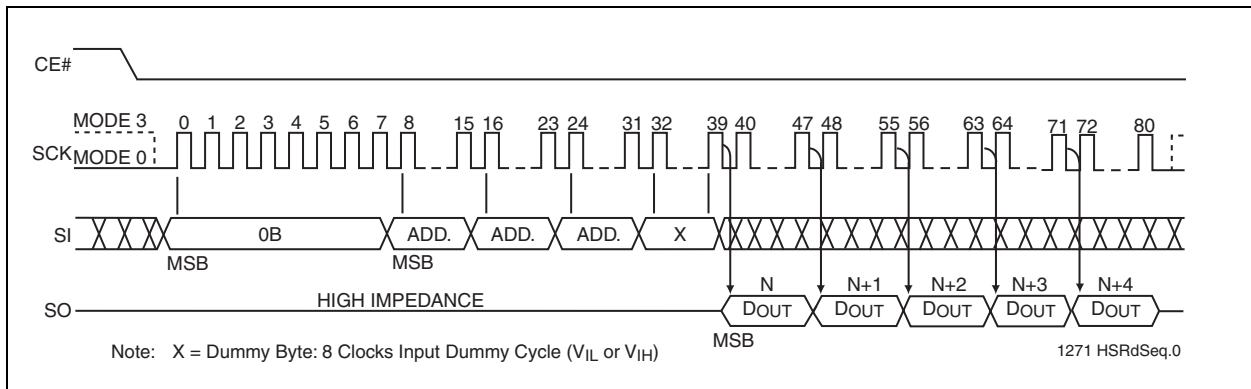 CE#
MODE 3
0 1 2 3 4 5 6 7 8 15 16 23 24 31 32 39 40 47 48 55 56 63 64 71 72 80
SCK
MODE 0
SI
0B
ADD.
ADD.
ADD.
X
MSB
MSB
N
N+1
N+2
N+3
N+4
HIGH IMPEDANCE
SO
DOUT
DOUT
DOUT
DOUT
DOUT
MSB
Note: X = Dummy Byte: 8 Clocks Input Dummy Cycle (VIL or VIH)
1271 HSRdSeq.0